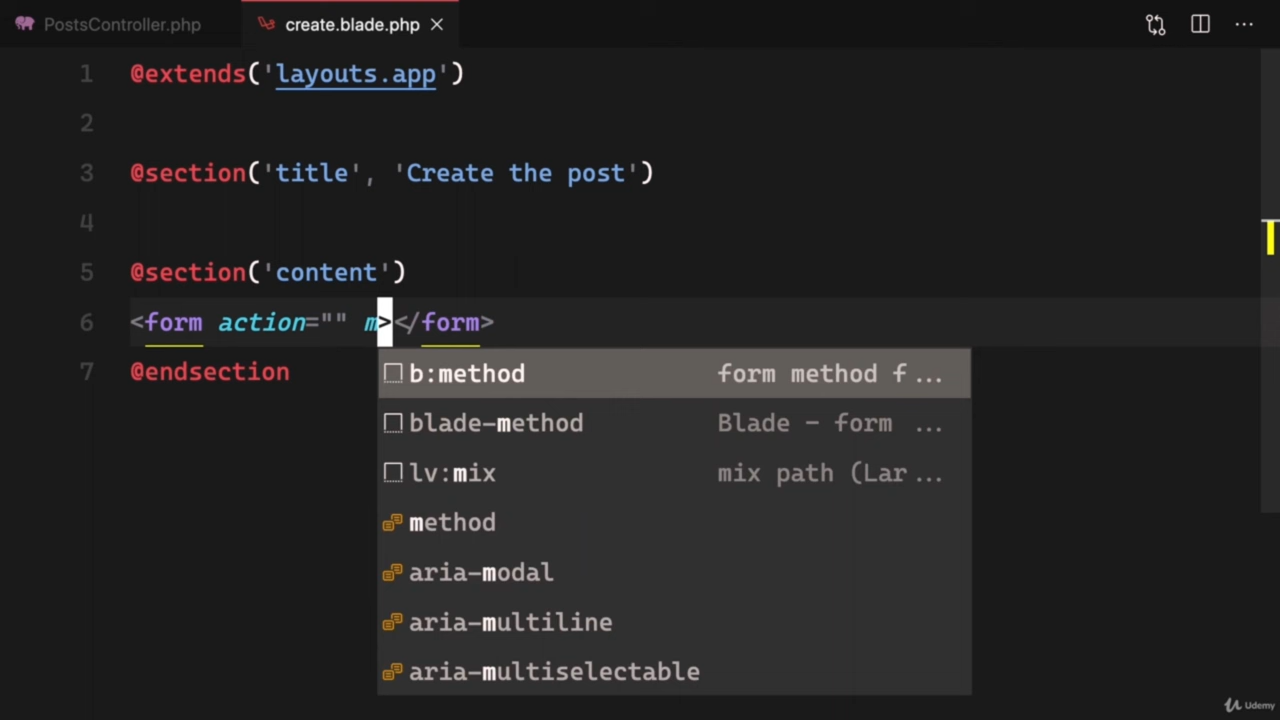 PostsController.php
create.blade.php
1 @extends('layouts.app')
2
3 @section('title', 'Create the post')
4
5 @section('content')
6 <form action="" m></form>
7 @endsection
b:method form method f...
blade-method Blade - form ...
lv:mix mix path (Lar...
method
aria-modal
aria-multiline
aria-multiselectable
Udemy